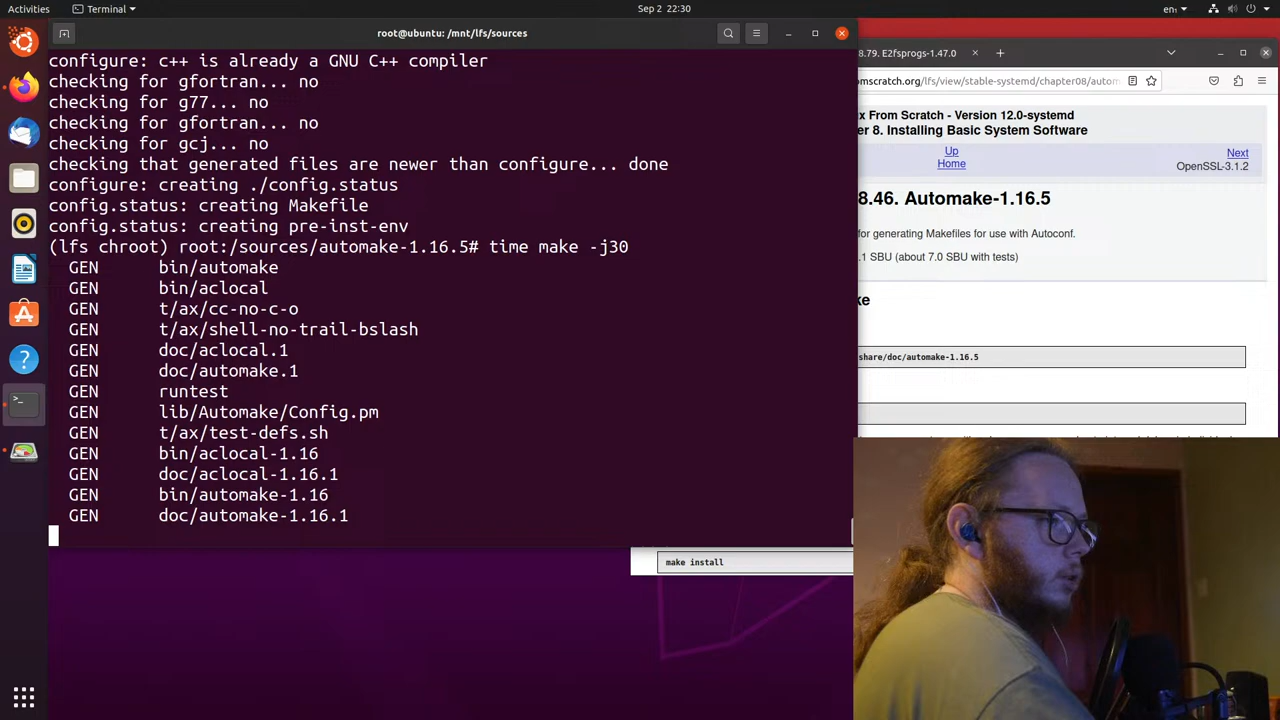 Activities
Terminal
Sep 2 22:30
en
root@ubuntu: /mnt/lfs/sources
configure: c++ is already a GNU C++ compiler
checking for gfortran... no
checking for g77... no
checking for gfortran... no
checking for gcj... no
checking that generated files are newer than configure... done
configure: creating ./config.status
config.status: creating Makefile
config.status: creating pre-inst-env
(lfs chroot) root:/sources/automake-1.16.5# time make -j30
GEN bin/automake
GEN bin/aclocal
GEN t/ax/cc-no-c-o
GEN t/ax/shell-no-trail-bslash
GEN doc/aclocal.1
GEN doc/automake.1
GEN runtest
GEN lib/Automake/Config.pm
GEN t/ax/test-defs.sh
GEN bin/aclocal-1.16
GEN doc/aclocal-1.16.1
GEN bin/automake-1.16
GEN doc/automake-1.16.1
8.79. E2fsprogs-1.47.0
omscratch.org/lfs/view/stable-systemd/chapter08/autom
x From Scratch - Version 12.0-systemd
er 8. Installing Basic System Software
Up
Home
Next
OpenSSL-3.1.2
8.46. Automake-1.16.5
for generating Makefiles for use with Autoconf.
.1 SBU (about 7.0 SBU with tests)
ke
share/doc/automake-1.16.5
make install